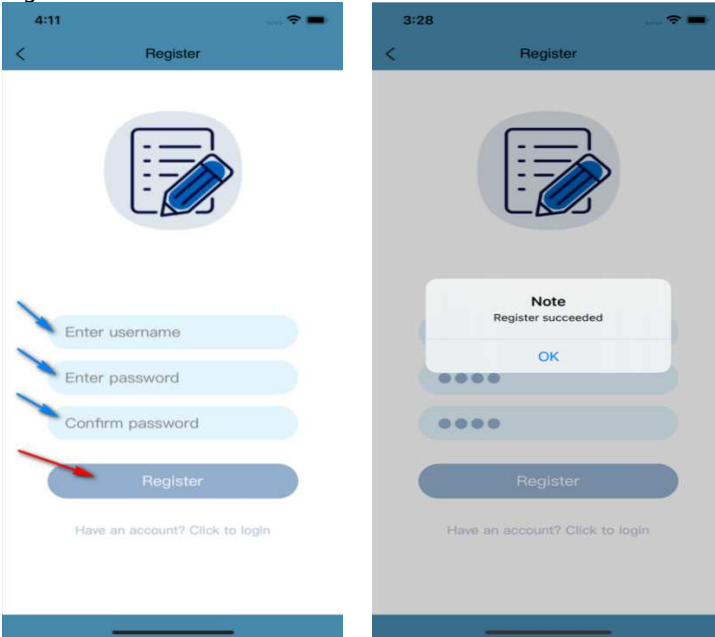 4:11
Register
Enter username
Enter password
Confirm password
Register
Have an account? Click to login
3:28
Register
Note
Register succeeded
OK
Register
Have an account? Click to login